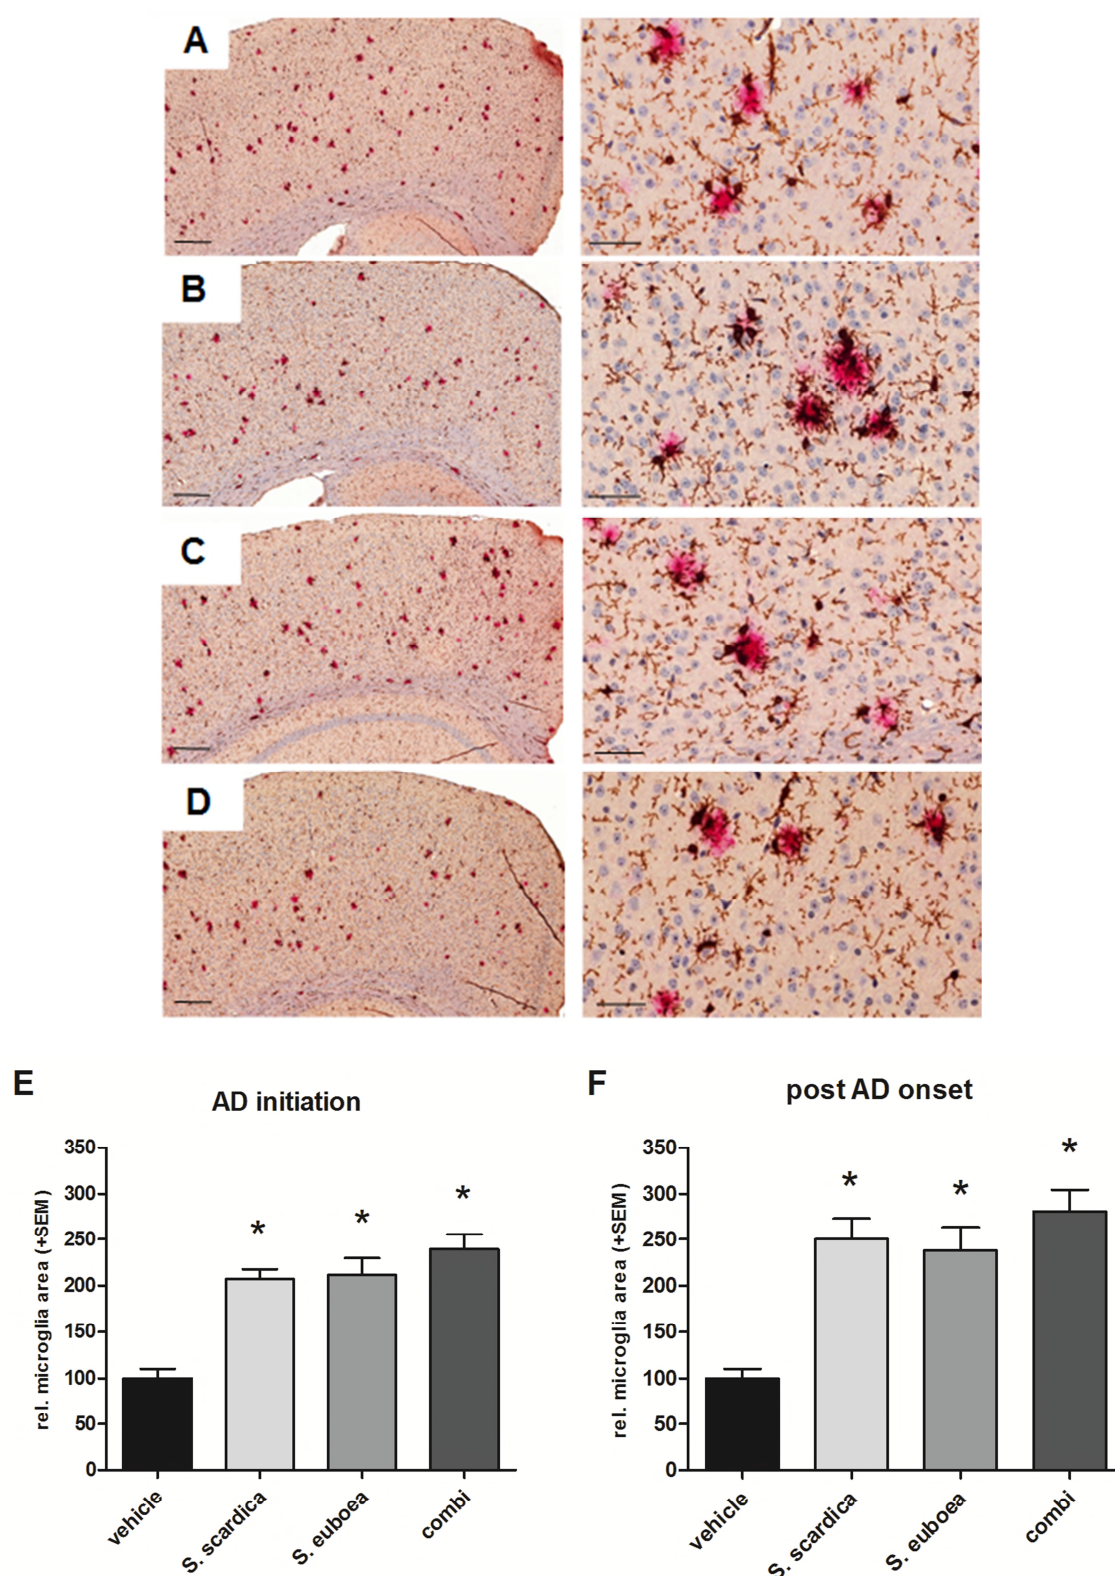 A
B
C
D
E
AD initiation
rel. microglia area (+SEM)
350
300
250
200
150
100
50
0
*
*
*
vehicle
S. scardica
S. euboea
combi
F
post AD onset
rel. microglia area (+SEM)
350
300
250
200
150
100
50
0
*
*
*
vehicle
S. scardica
S. euboea
combi